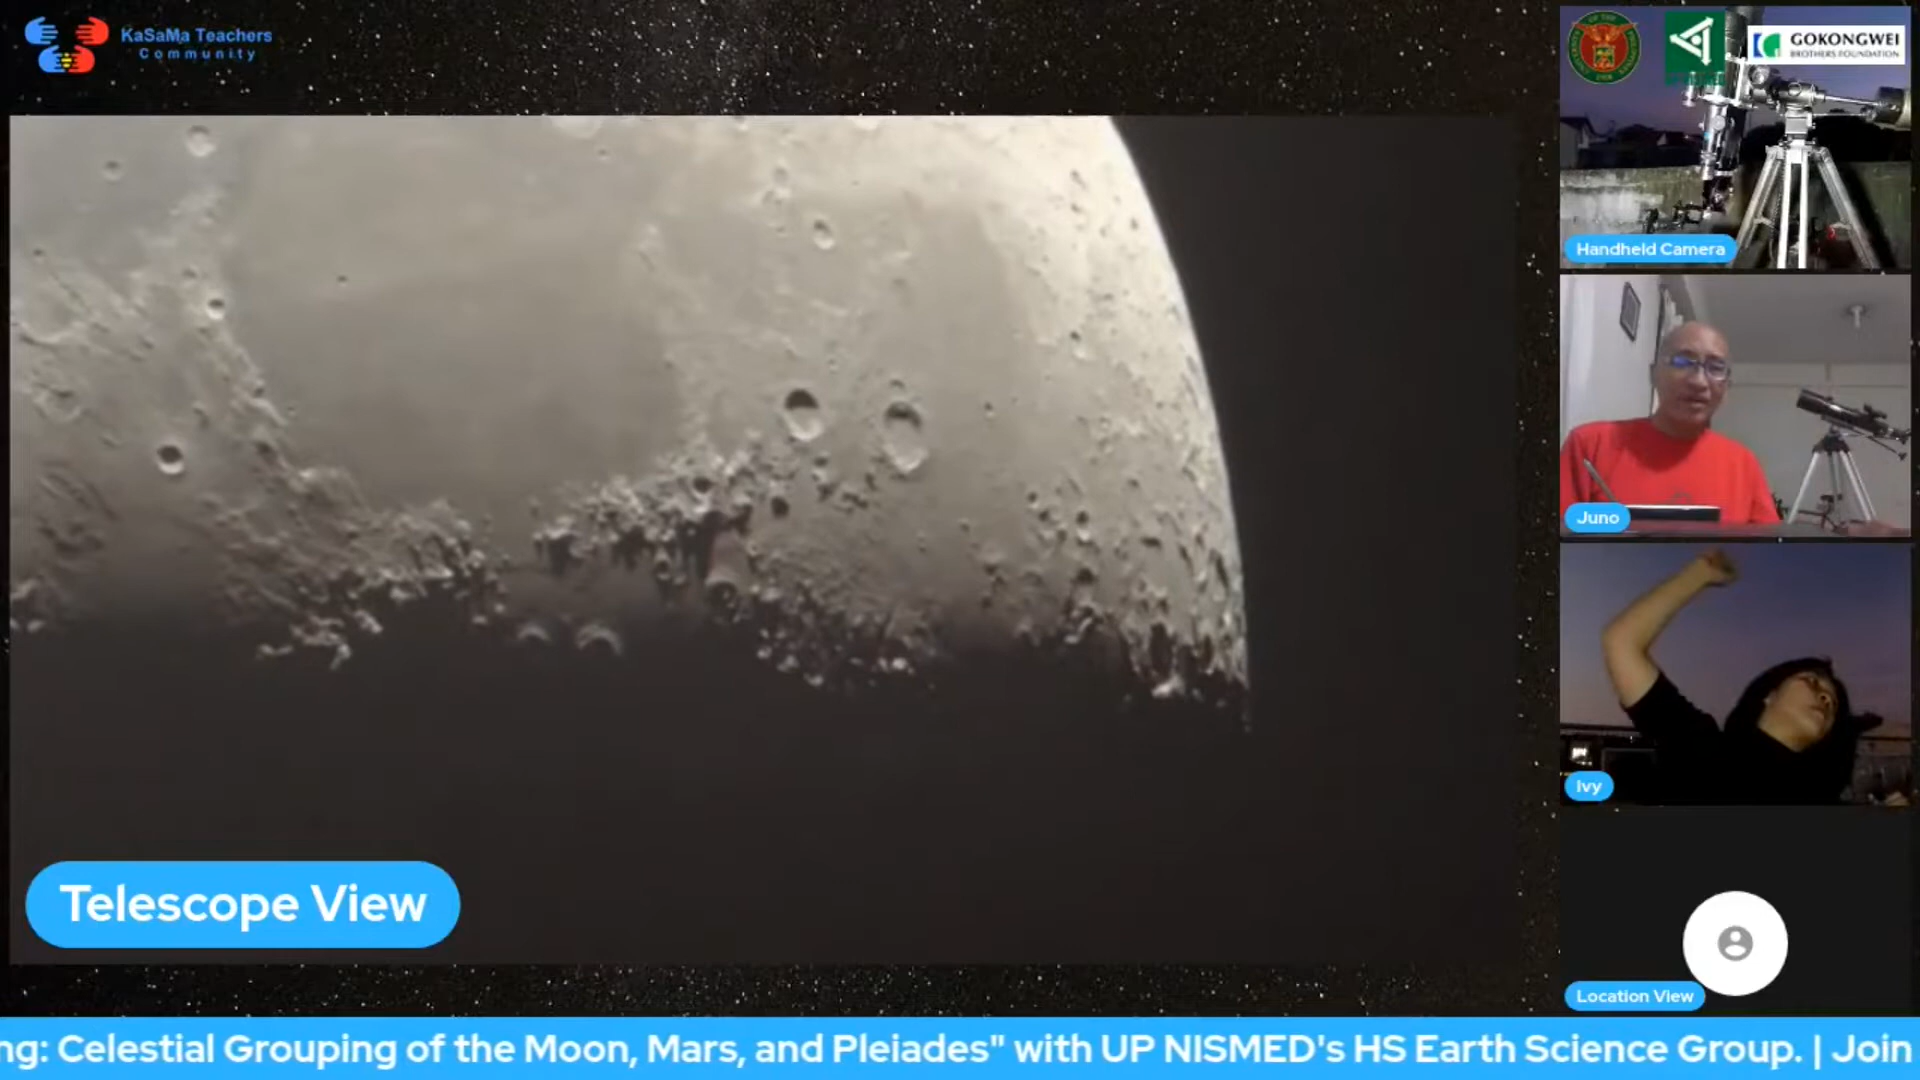 KaSaMa Teachers
Community
GOKONGWEI
BROTHERS FOUNDATION
Handheld Camera
Juno
Ivy
Telescope View
Location View
ng: Celestial Grouping of the Moon, Mars, and Pleiades" with UP NISMED's HS Earth Science Group. | Join